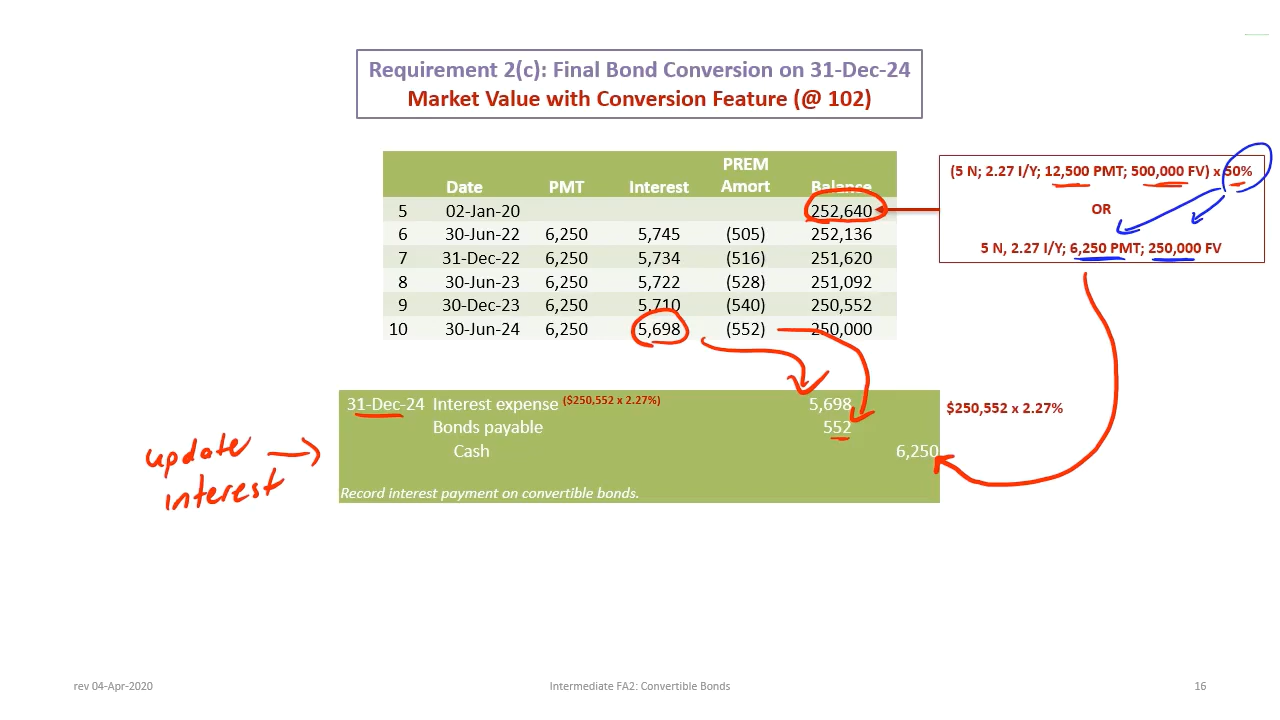 Requirement 2(c): Final Bond Conversion on 31-Dec-24
Market Value with Conversion Feature (@ 102)
Date PMT Interest PREM Amort Balance
5 02-Jan-20 252,640
6 30-Jun-22 6,250 5,745 (505) 252,136
7 31-Dec-22 6,250 5,734 (516) 251,620
8 30-Jun-23 6,250 5,722 (528) 251,092
9 30-Dec-23 6,250 5,710 (540) 250,552
10 30-Jun-24 6,250 5,698 (552) 250,000
(5 N; 2.27 I/Y; 12,500 PMT; 500,000 FV) x 50%
OR
5 N, 2.27 I/Y; 6,250 PMT; 250,000 FV
31-Dec-24 Interest expense ($250,552 x 2.27%) 5,698
$250,552 x 2.27%
Bonds payable 552
Cash 6,250
Record interest payment on convertible bonds.
update
interest
rev 04-Apr-2020
Intermediate FA2: Convertible Bonds
16